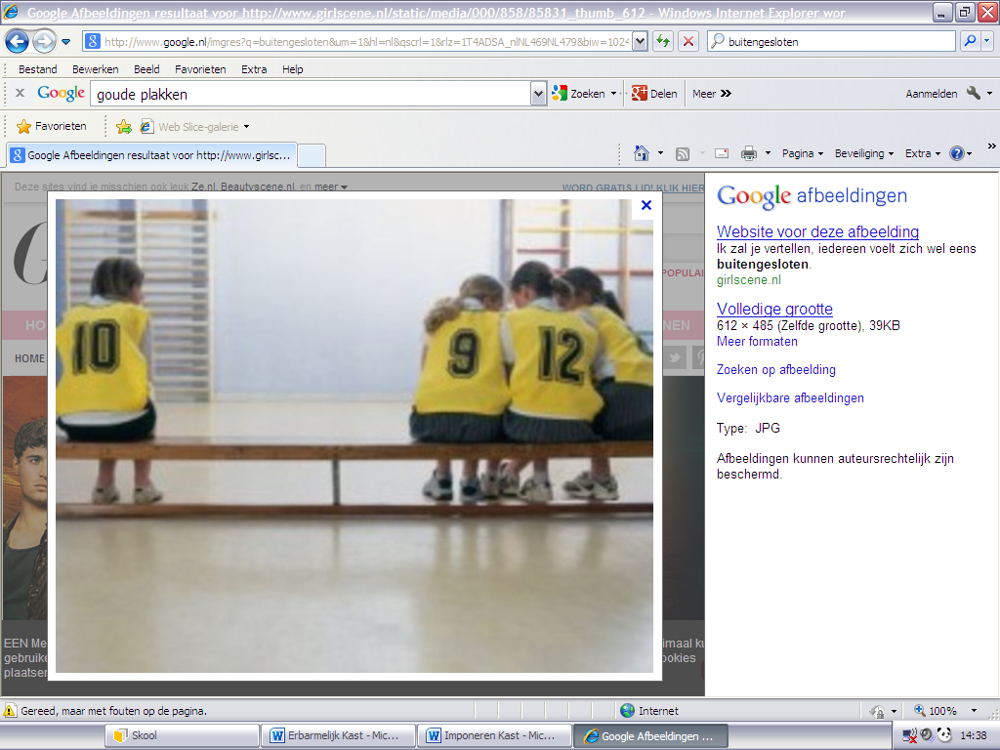 Google Afbeeldingen resultaat voor http://www.girlscene.nl/static/media/000/858/85831_thumb_612 - Windows Internet Explorer wor
http://www.google.nl/imgres?q=buitengesloten&um=1&hl=nl&qscrl=1&rlz=1T4ADSA_nlNL469NL479&biw=1024
buitengesloten
Bestand Bewerken Beeld Favorieten Extra Help
x Google goude plakken Zoeken Delen Meer » Aanmelden
Favorieten Web Slice-galerie
Google Afbeeldingen resultaat voor http://www.girlsc... Pagina Beveiliging Extra »
Deze sites vind je misschien ook leuk Ze.nl, Beautyscene.nl, en meer WORD GRATIS LID! KLIK HIER
Google afbeeldingen
Website voor deze afbeelding
Ik zal je vertellen, iedereen voelt zich wel eens
buitengesloten.
girlscene.nl
Volledige grootte
612 × 485 (Zelfde grootte), 39KB
Meer formaten
Zoeken op afbeelding
Vergelijkbare afbeeldingen
Type: JPG
Afbeeldingen kunnen auteursrechtelijk zijn
beschermd.
G
POPULAI
HO
NEN
HOME
10
9
12
EEN Me
gebruike
plaatsen
imaal ku
ookies
Gereed, maar met fouten op de pagina. Internet 100%
Skool Erbarmelijk Kast - Mic... Imponeren Kast - Mic... Google Afbeeldingen ... 14:38